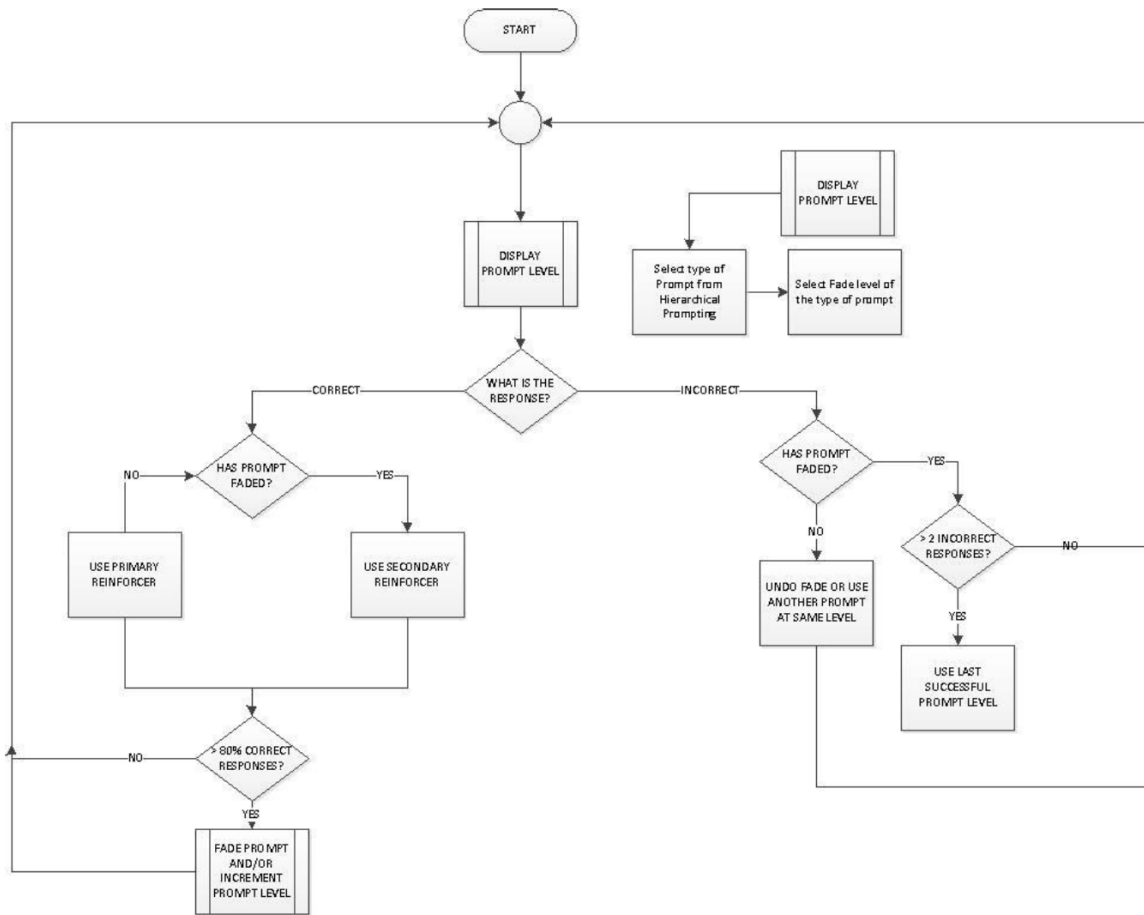 START
DISPLAY
PROMPT LEVEL
DISPLAY
PROMPT LEVEL
Select type of
Prompt from
Hierarchical
Prompting
Select Fade level of
the type of prompt
WHAT IS THE
RESPONSE?
CORRECT
INCORRECT
HAS PROMPT
FADED?
NO
YES
USE PRIMARY
REINFORCER
USE SECONDARY
REINFORCER
> 80% CORRECT
RESPONSES?
NO
YES
FADE PROMPT
AND/OR
INCREMENT
PROMPT LEVEL
HAS PROMPT
FADED?
YES
NO
> 2 INCORRECT
RESPONSES?
NO
YES
UNDO FADE OR USE
ANOTHER PROMPT
AT SAME LEVEL
USE LAST
SUCCESSFUL
PROMPT LEVEL